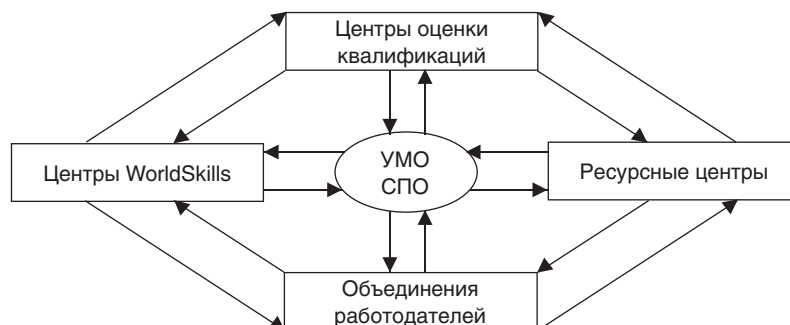 Центры оценки
квалификаций
Центры WorldSkills
УМО
СПО
Ресурсные центры
Объединения
работодателей